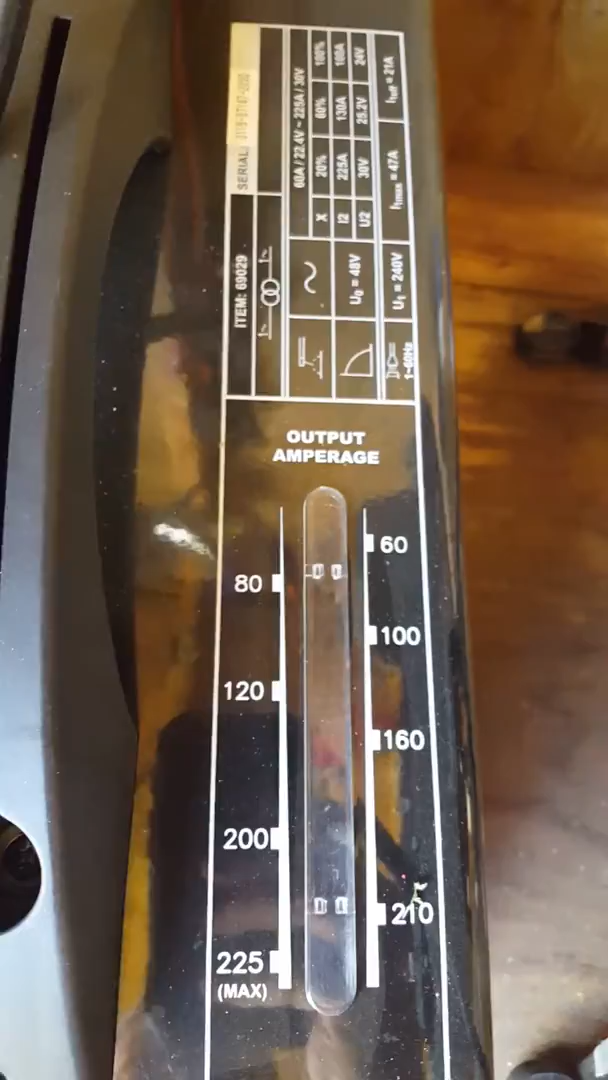 ITEM: 69029
SERIAL:
60A / 22.4V ~ 225A / 30V
X 20% 60% 100%
I2 225A 130A 100A
U0 = 48V
U2 30V 25.2V 24V
1~60Hz
U1 = 240V
I1max = 47A
I1eff = 21A
OUTPUT
AMPERAGE
60
80
100
120
160
200
210
225
(MAX)